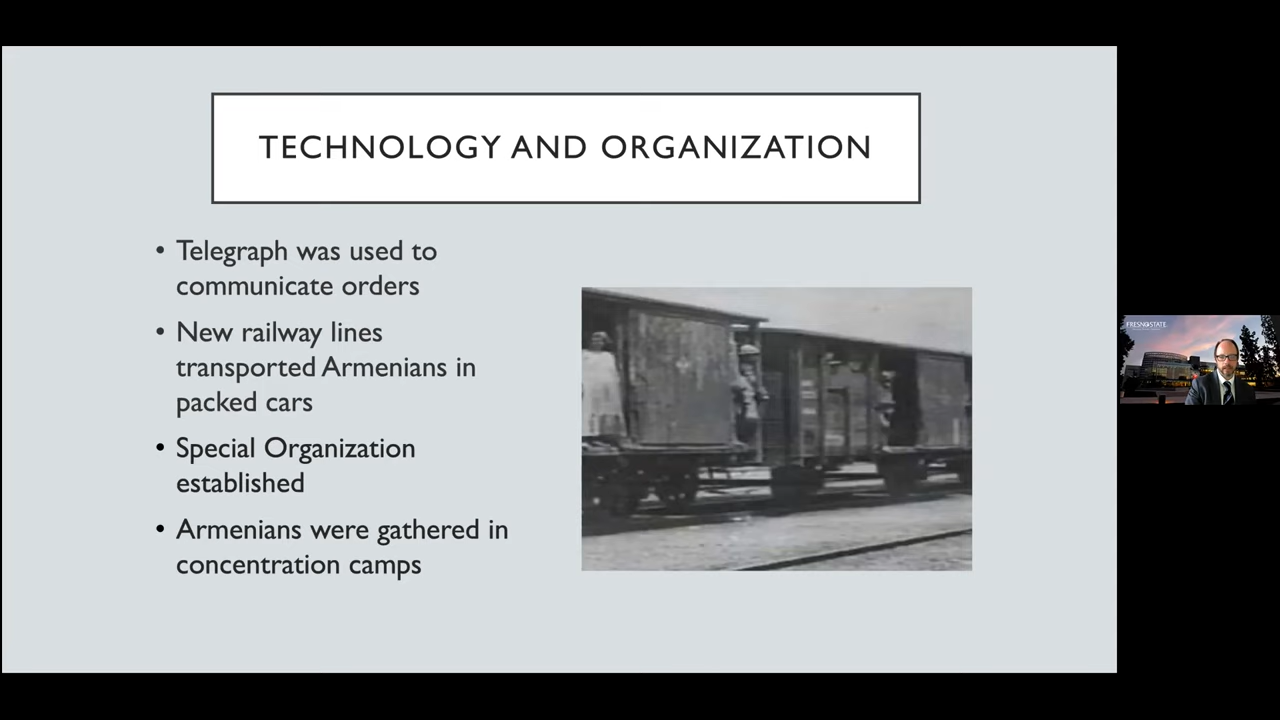 TECHNOLOGY AND ORGANIZATION
• Telegraph was used to
communicate orders
• New railway lines
transported Armenians in
packed cars
• Special Organization
established
• Armenians were gathered in
concentration camps
FRESNO STATE